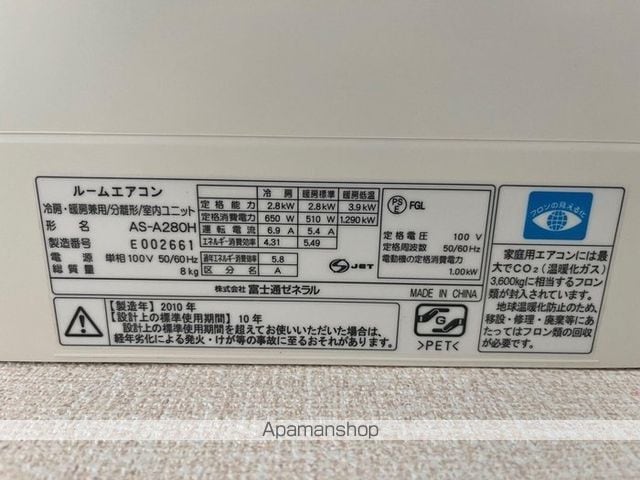 ルームエアコン
冷房・暖房兼用/分離形/室内ユニット
形 名 AS-A280H
製造番号 E002661
電 源 単相100V 50/60Hz
総 質 量 8kg
冷 房 暖房標準 暖房低温
定 格 能 力 2.8kW 2.8kW 3.9kW
定格消費電力 650 W 510 W 1.290kW
運 転 電 流 6.9 A 5.4 A
エネルギー消費効率 4.31 5.49
通年エネルギー消費効率 5.8
区 分 名 A
PS E FGL
定 格 電 圧 100 V
定格周波数 50/60Hz
電動機の定格消費電力
1.00kW
JET
株式会社 富士通ゼネラル MADE IN CHINA
【製造年】2010 年
【設計上の標準使用期間】10 年
設計上の標準使用期間を超えてお使いいただいた場合は、
経年劣化による発火・けが等の事故に至るおそれがあります。
G
>PET<
フロンの見える化
家庭用エアコンには最
大でCO₂(温暖化ガス)
3,600kgに相当するフロン
類が封入されています。
地球温暖化防止のため、
移設・修理・廃棄等にあ
たってはフロン類の回収
が必要です。
Apamanshop